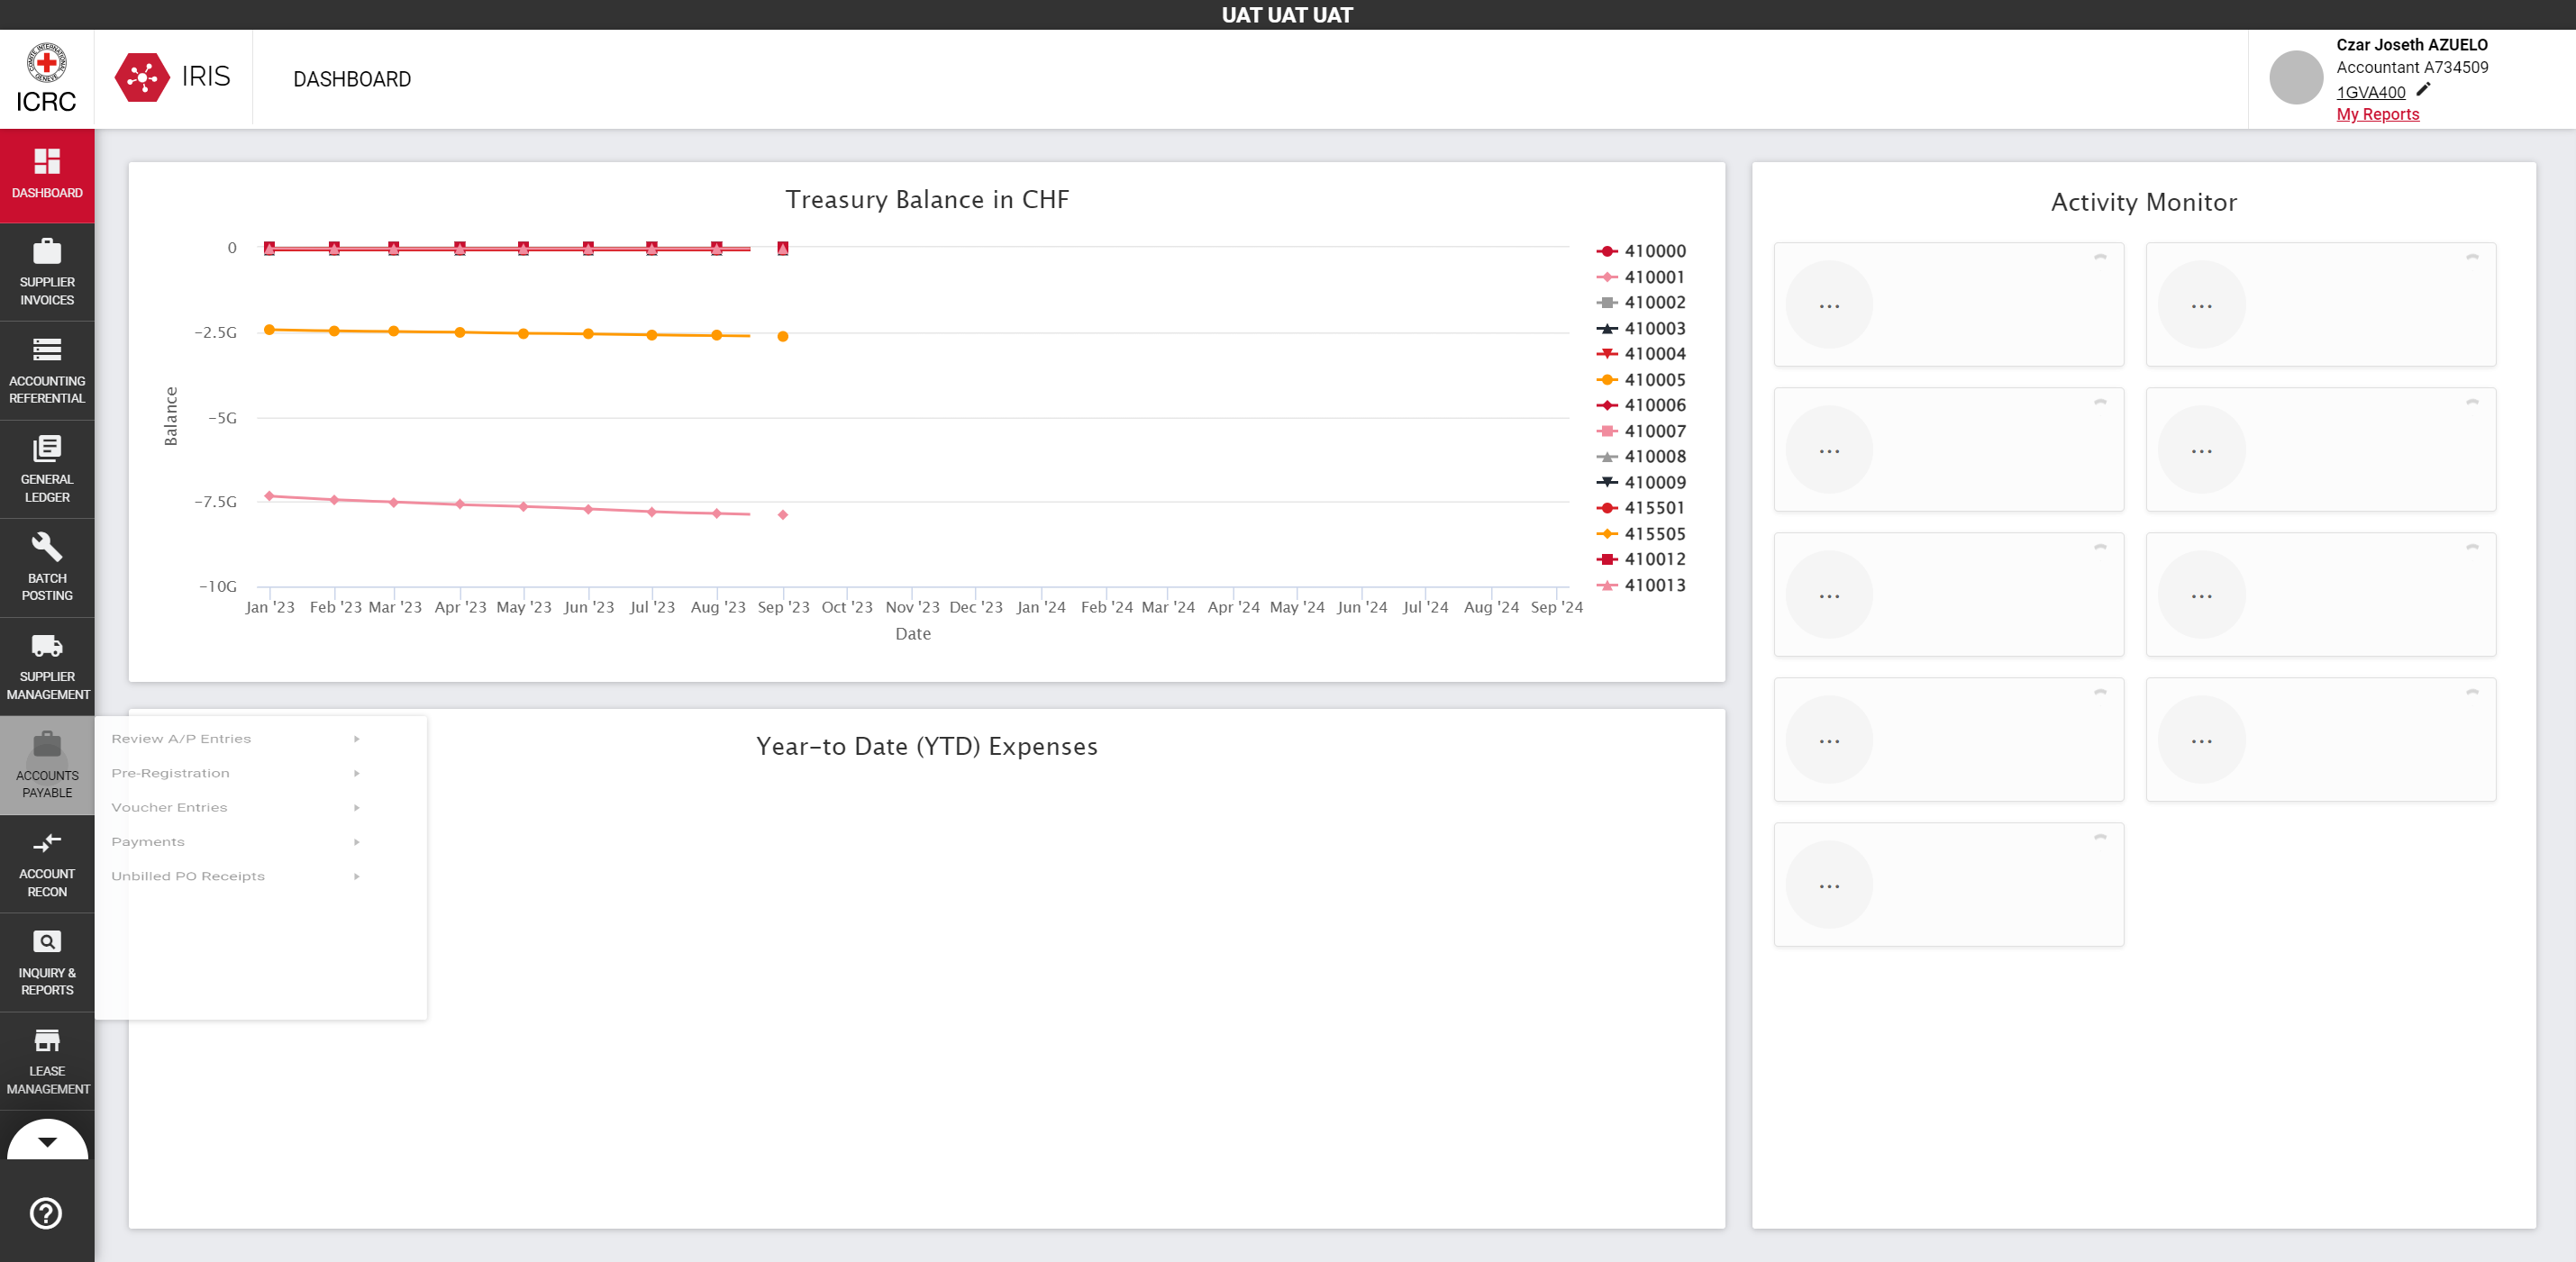 UAT UAT UAT
ICRC
IRIS
DASHBOARD
Czar Joseth AZUELO
Accountant A734509
1GVA400
My Reports
DASHBOARD
SUPPLIER
INVOICES
ACCOUNTING
REFERENTIAL
GENERAL
LEDGER
BATCH
POSTING
SUPPLIER
MANAGEMENT
ACCOUNTS
PAYABLE
ACCOUNT
RECON
INQUIRY &
REPORTS
LEASE
MANAGEMENT
Review A/P Entries
Pre-Registration
Voucher Entries
Payments
Unbilled PO Receipts
Treasury Balance in CHF
Balance
0
-2.5G
-5G
-7.5G
-10G
Jan '23 Feb '23 Mar '23 Apr '23 May '23 Jun '23 Jul '23 Aug '23 Sep '23 Oct '23 Nov '23 Dec '23 Jan '24 Feb '24 Mar '24 Apr '24 May '24 Jun '24 Jul '24 Aug '24 Sep '24
Date
410000
410001
410002
410003
410004
410005
410006
410007
410008
410009
415501
415505
410012
410013
Year-to Date (YTD) Expenses
Activity Monitor
... ...
... ...
... ...
... ...
...